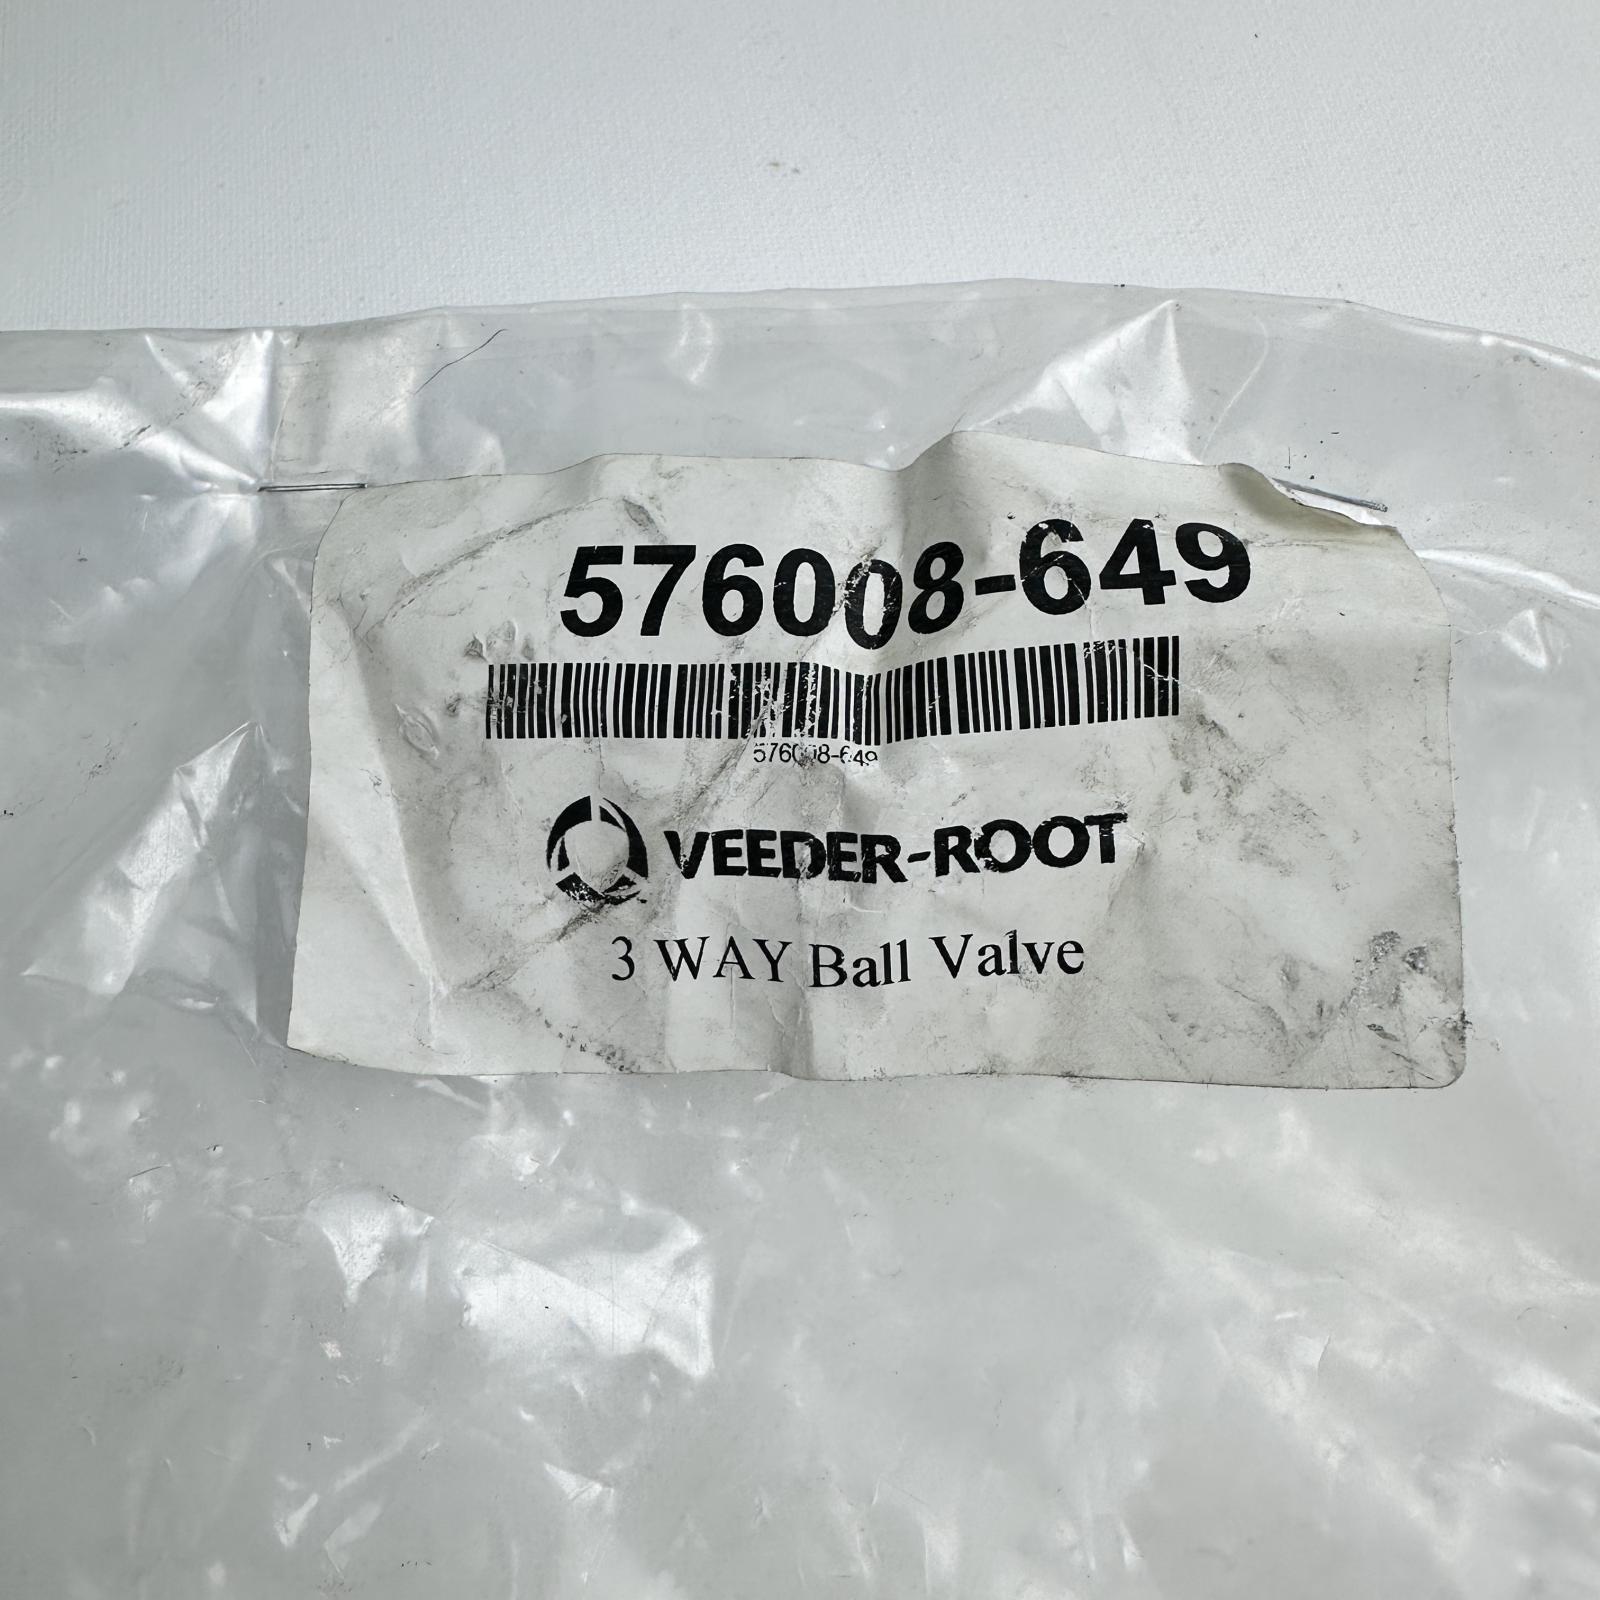 576008-649
576008-649
VEEDER-ROOT
3 WAY Ball Valve